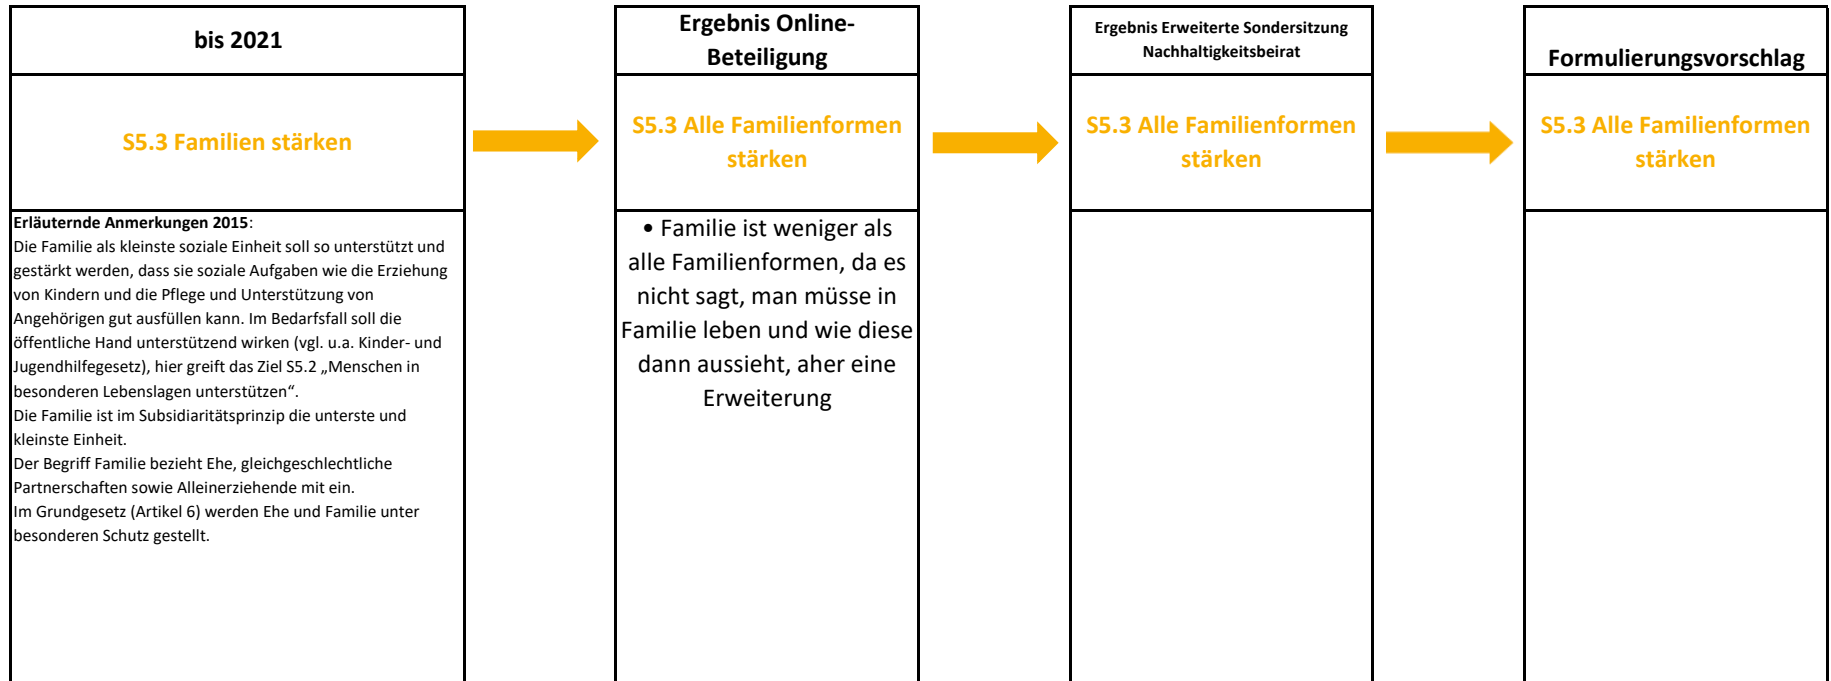 bis 2021
S5.3 Familien stärken
Erläuternde Anmerkungen 2015:
Die Familie als kleinste soziale Einheit soll so unterstützt und
gestärkt werden, dass sie soziale Aufgaben wie die Erziehung
von Kindern und die Pflege und Unterstützung von
Angehörigen gut ausfüllen kann. Im Bedarfsfall soll die
öffentliche Hand unterstützend wirken (vgl. u.a. Kinder- und
Jugendhilfegesetz), hier greift das Ziel S5.2 „Menschen in
besonderen Lebenslagen unterstützen“.
Die Familie ist im Subsidiaritätsprinzip die unterste und
kleinste Einheit.
Der Begriff Familie bezieht Ehe, gleichgeschlechtliche
Partnerschaften sowie Alleinerziehende mit ein.
Im Grundgesetz (Artikel 6) werden Ehe und Familie unter
besonderen Schutz gestellt.
Ergebnis Online-
Beteiligung
S5.3 Alle Familienformen
stärken
• Familie ist weniger als
alle Familienformen, da es
nicht sagt, man müsse in
Familie leben und wie diese
dann aussieht, aher eine
Erweiterung
Ergebnis Erweiterte Sondersitzung
Nachhaltigkeitsbeirat
S5.3 Alle Familienformen
stärken
Formulierungsvorschlag
S5.3 Alle Familienformen
stärken